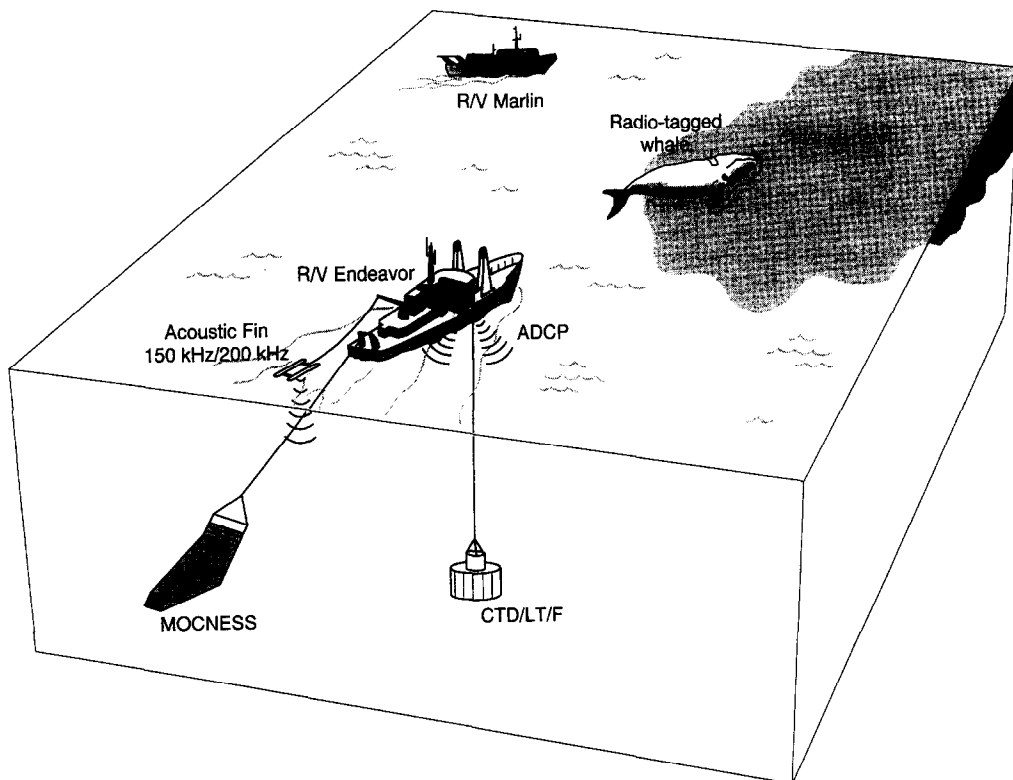 R/V Marlin
Radio-tagged
whale
R/V Endeavor
Acoustic Fin
150 kHz/200 kHz
ADCP
MOCNESS
CTD/LT/F